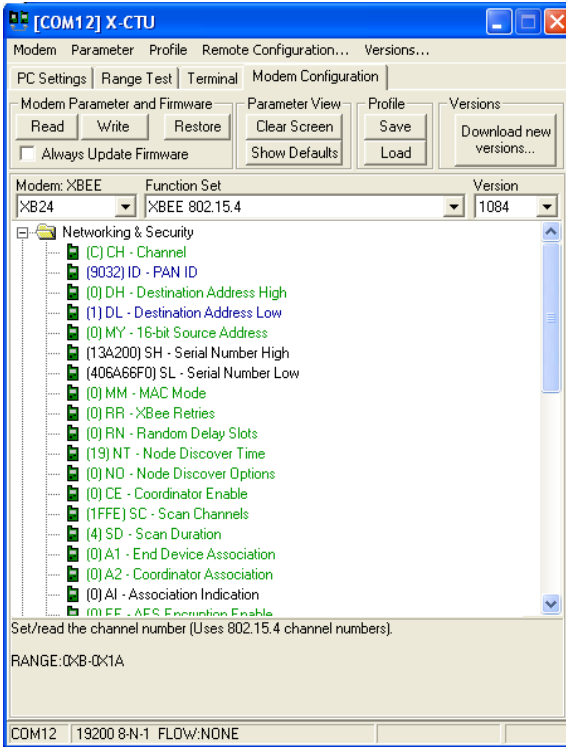 [COM12] X-CTU
Modem Parameter Profile Remote Configuration... Versions...
PC Settings Range Test Terminal Modem Configuration
Modem Parameter and Firmware Parameter View Profile Versions
Read Write Restore Clear Screen Save Download new
versions...
Always Update Firmware Show Defaults Load
Modem: XBEE Function Set Version
XB24 XBEE 802.15.4 1084
Networking & Security
(C) CH - Channel
(9032) ID - PAN ID
(0) DH - Destination Address High
(1) DL - Destination Address Low
(0) MY - 16-bit Source Address
(13A200) SH - Serial Number High
(406A66F0) SL - Serial Number Low
(0) MM - MAC Mode
(0) RR - XBee Retries
(0) RN - Random Delay Slots
(19) NT - Node Discover Time
(0) NO - Node Discover Options
(0) CE - Coordinator Enable
(1FFE) SC - Scan Channels
(4) SD - Scan Duration
(0) A1 - End Device Association
(0) A2 - Coordinator Association
(0) AI - Association Indication
(0) EE - AES Encryption Enable
Set/read the channel number (Uses 802.15.4 channel numbers).
RANGE:0XB-0X1A
COM12 19200 8-N-1 FLOW:NONE